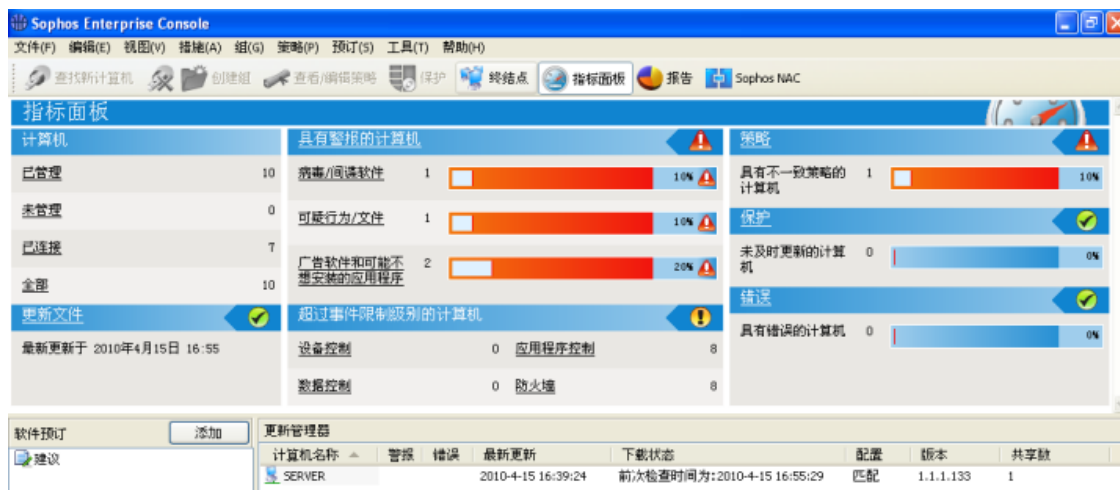 Sophos Enterprise Console
文件(F) 编辑(E) 视图(V) 措施(A) 组(G) 策略(P) 预订(S) 工具(T) 帮助(H)
查找新计算机 创建组 查看/编辑策略 保护 终结点 指标面板 报告 Sophos NAC
指标面板
计算机
已管理 10
未管理 0
已连接 7
全部 10
更新文件
最新更新于 2010年4月15日 16:55
具有警报的计算机
病毒/间谍软件 1 10%
可疑行为/文件 1 10%
广告软件和可能不
想安装的应用程序 2 20%
超过事件限制级别的计算机
设备控制 0 应用程序控制 8
数据控制 0 防火墙 8
策略
具有不一致策略的
计算机 1 10%
保护
未及时更新的计算
机 0 0%
错误
具有错误的计算机 0 0%
软件预订 添加
建议
更新管理器
计算机名称 警报 错误 最新更新 下载状态 配置 版本 共享数
SERVER 2010-4-15 16:39:24 前次检查时间为:2010-4-15 16:55:29 匹配 1.1.1.133 1